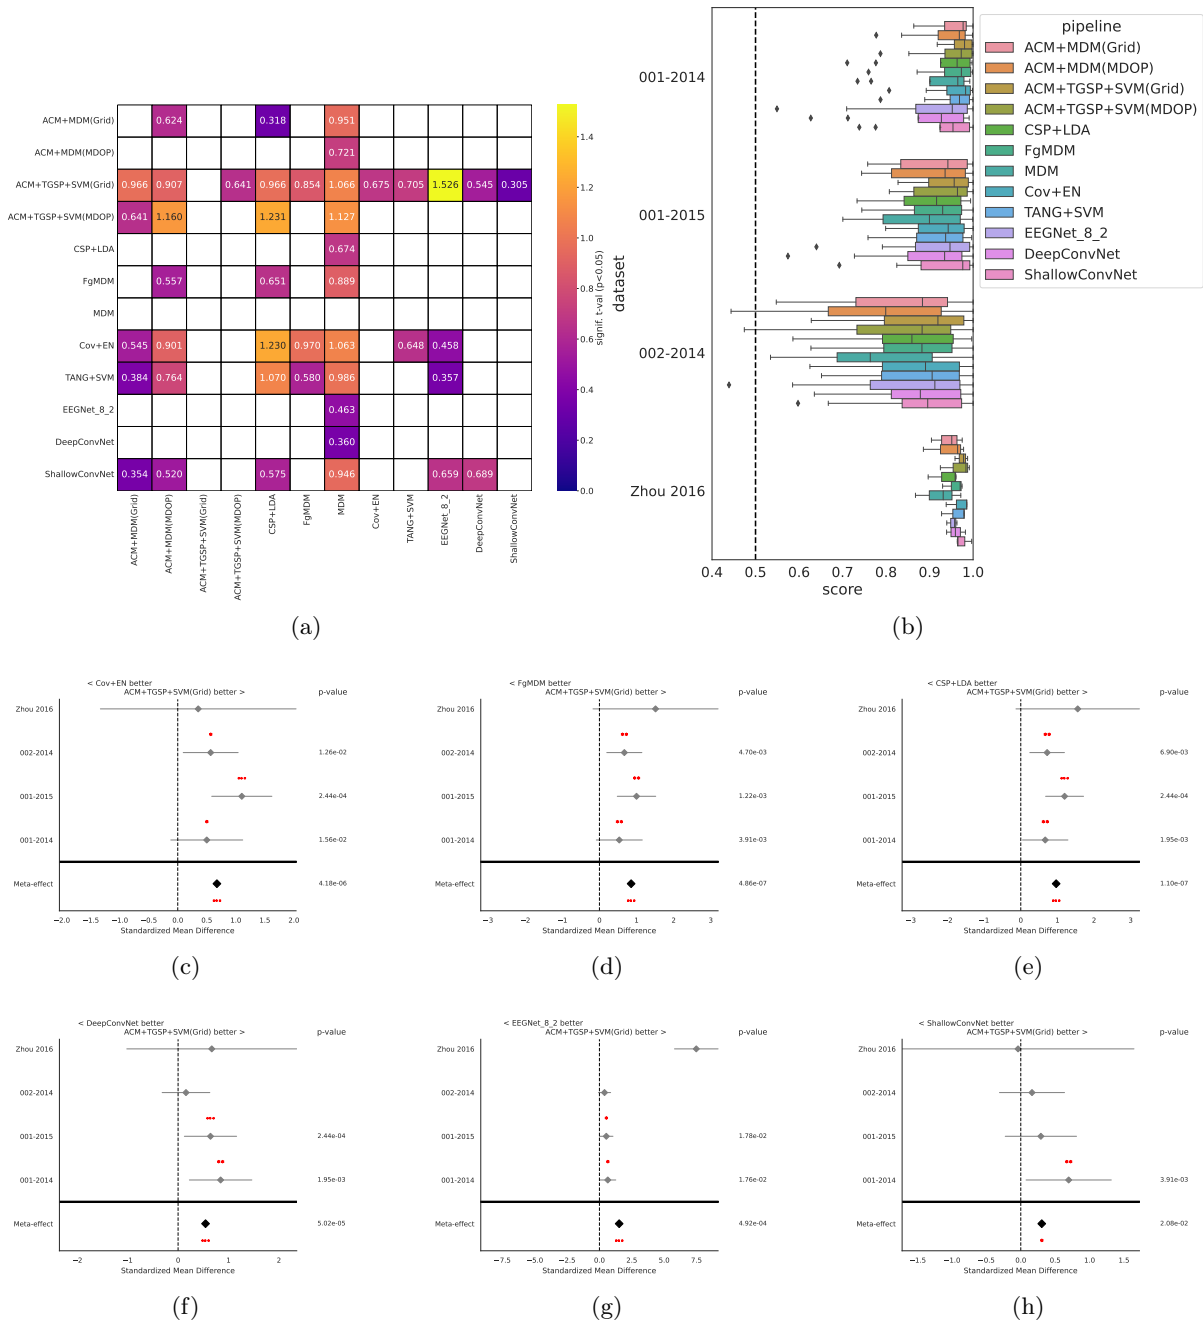 ACM+MDM(Grid)
ACM+MDM(MDOP)
ACM+TGSP+SVM(Grid)
ACM+TGSP+SVM(MDOP)
CSP+LDA
FgMDM
MDM
Cov+EN
TANG+SVM
EEGNet_8_2
DeepConvNet
ShallowConvNet
0.624 0.318 0.951
0.721
0.966 0.907 0.641 0.966 0.854 1.066 0.675 0.705 1.526 0.545 0.305
0.641 1.160 1.231 1.127
0.674
0.557 0.651 0.889
0.545 0.901 1.230 0.970 1.063 0.648 0.458
0.384 0.764 1.070 0.580 0.986 0.357
0.463
0.360
0.354 0.520 0.575 0.946 0.659 0.689
ACM+MDM(Grid)
ACM+MDM(MDOP)
ACM+TGSP+SVM(Grid)
ACM+TGSP+SVM(MDOP)
CSP+LDA
FgMDM
MDM
Cov+EN
TANG+SVM
EEGNet_8_2
DeepConvNet
ShallowConvNet
1.4
1.2
1.0
0.8
0.6
0.4
0.2
0.0
signif. t-val (p<0.05)
(a)
dataset
001-2014
001-2015
002-2014
Zhou 2016
0.4 0.5 0.6 0.7 0.8 0.9 1.0
score
pipeline
ACM+MDM(Grid)
ACM+MDM(MDOP)
ACM+TGSP+SVM(Grid)
ACM+TGSP+SVM(MDOP)
CSP+LDA
FgMDM
MDM
Cov+EN
TANG+SVM
EEGNet_8_2
DeepConvNet
ShallowConvNet
(b)
< Cov+EN better
ACM+TGSP+SVM(Grid) better >
p-value
Zhou 2016
002-2014 1.26e-02
001-2015 2.44e-04
001-2014 1.56e-02
Meta-effect 4.18e-06
−2.0 −1.5 −1.0 −0.5 0.0 0.5 1.0 1.5 2.0
Standardized Mean Difference
(c)
< FgMDM better
ACM+TGSP+SVM(Grid) better >
p-value
Zhou 2016
002-2014 4.70e-03
001-2015 1.22e-03
001-2014 3.91e-03
Meta-effect 4.86e-07
−3 −2 −1 0 1 2 3
Standardized Mean Difference
(d)
< CSP+LDA better
ACM+TGSP+SVM(Grid) better >
p-value
Zhou 2016
002-2014 6.90e-03
001-2015 2.44e-04
001-2014 1.95e-03
Meta-effect 1.10e-07
−3 −2 −1 0 1 2 3
Standardized Mean Difference
(e)
< DeepConvNet better
ACM+TGSP+SVM(Grid) better >
p-value
Zhou 2016
002-2014
001-2015 2.44e-04
001-2014 1.95e-03
Meta-effect 5.02e-05
−2 −1 0 1 2
Standardized Mean Difference
(f)
< EEGNet_8_2 better
ACM+TGSP+SVM(Grid) better >
p-value
Zhou 2016
002-2014
001-2015 1.78e-02
001-2014 1.76e-02
Meta-effect 4.92e-04
−7.5 −5.0 −2.5 0.0 2.5 5.0 7.5
Standardized Mean Difference
(g)
< ShallowConvNet better
ACM+TGSP+SVM(Grid) better >
p-value
Zhou 2016
002-2014
001-2015
001-2014 3.91e-03
Meta-effect 2.08e-02
−1.5 −1.0 −0.5 0.0 0.5 1.0 1.5
Standardized Mean Difference
(h)